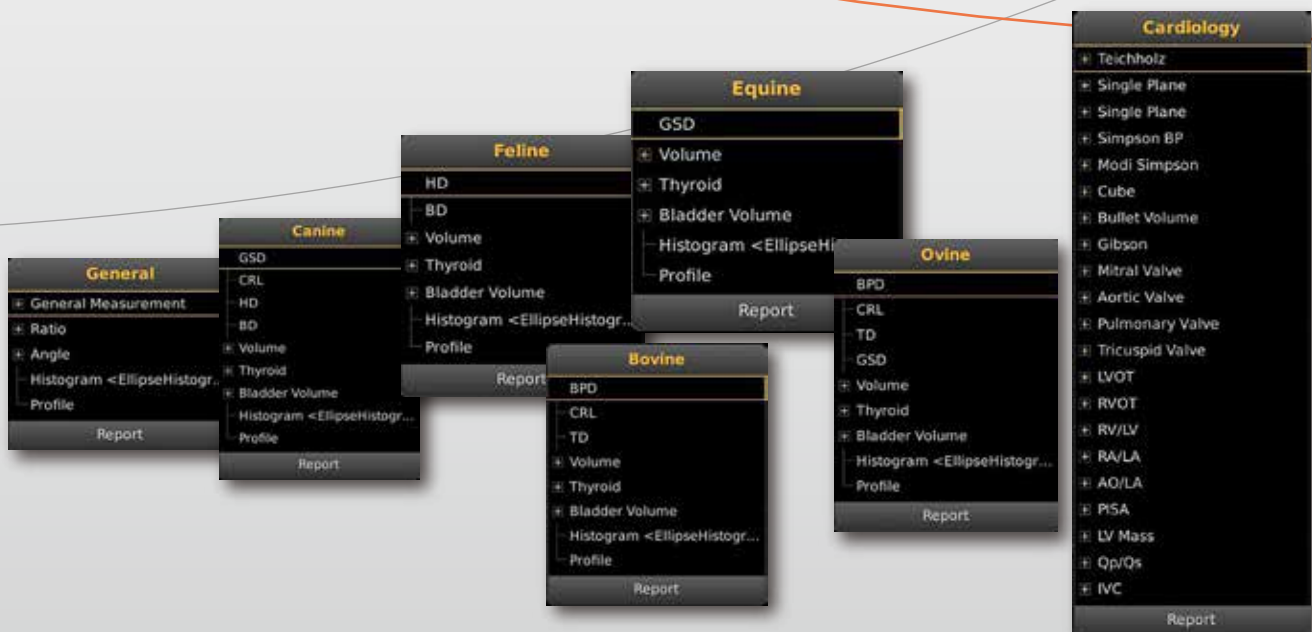 General
General Measurement
Ratio
Angle
Histogram <EllipseHistogr..
Profile
Report
Canine
GSD
CRL
HD
BD
Volume
Thyroid
Bladder Volume
Histogram <EllipseHistogr...
Profile
Report
Feline
HD
BD
Volume
Thyroid
Bladder Volume
Histogram <EllipseHistogr...
Profile
Report
Bovine
BPD
CRL
TD
Volume
Thyroid
Bladder Volume
Histogram <EllipseHistogr...
Profile
Report
Equine
GSD
Volume
Thyroid
Bladder Volume
Histogram <EllipseHi
Profile
Report
Ovine
BPD
CRL
TD
GSD
Volume
Thyroid
Bladder Volume
Histogram <EllipseHistogr...
Profile
Report
Cardiology
Teichholz
Single Plane
Single Plane
Simpson BP
Modi Simpson
Cube
Bullet Volume
Gibson
Mitral Valve
Aortic Valve
Pulmonary Valve
Tricuspid Valve
LVOT
RVOT
RV/LV
RA/LA
AO/LA
PISA
LV Mass
Qp/Qs
IVC
Report